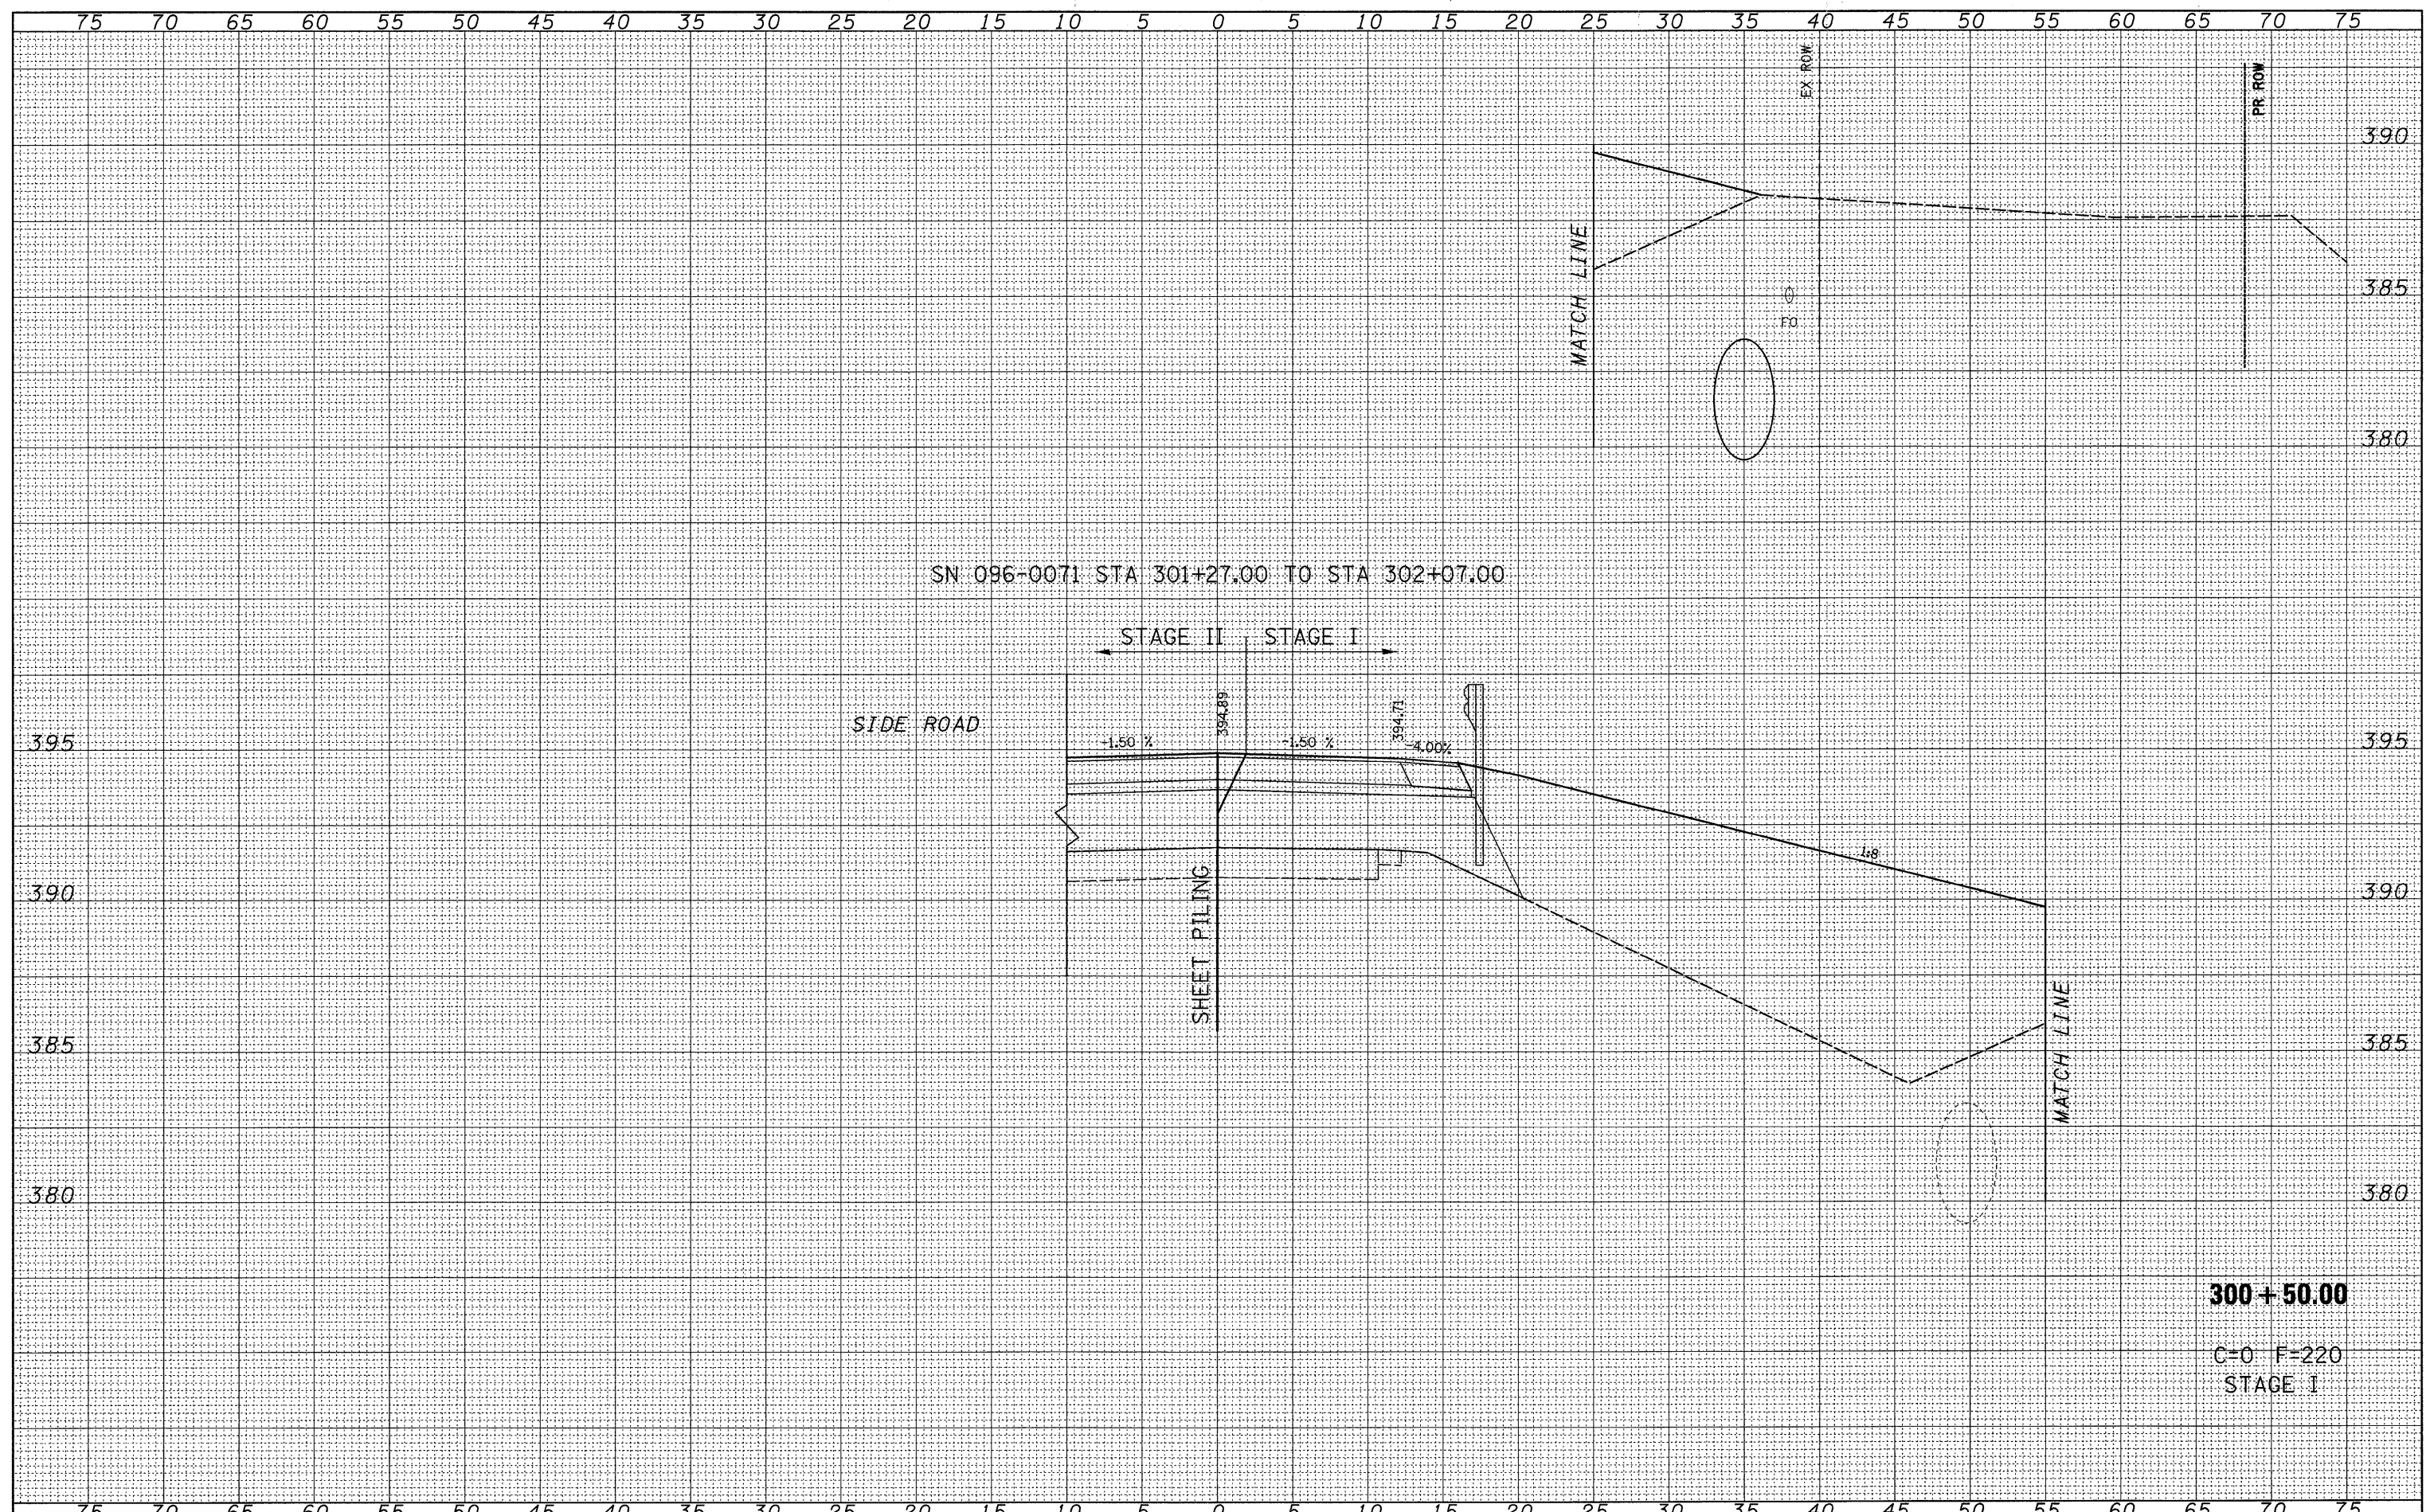 75 70 65 60 55 50 45 40 35 30 25 20 15 10 5 0 5 10 15 20 25 30 35 40 45 50 55 60 65 70 75
EX ROW
PR ROW
390
MATCH LINE
385
FO
380
SN 096-0071 STA 301+27.00 TO STA 302+07.00
STAGE II STAGE I
SIDE ROAD
394.89
394.71
395
-1.50 %
-1.50 %
-4.00%
395
1:8
390
SHEET PILING
390
385
MATCH LINE
385
380
380
300+50.00
C=0 F=220
STAGE I
75 70 65 60 55 50 45 40 35 30 25 20 15 10 5 0 5 10 15 20 25 30 35 40 45 50 55 60 65 70 75